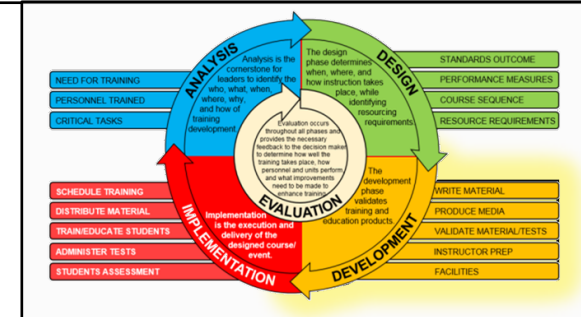 ANALYSIS
Analysis is the
cornerstone for
leaders to identify the
who, what, when,
where, why,
and how of
training
development.
NEED FOR TRAINING
PERSONNEL TRAINED
CRITICAL TASKS
DESIGN
The design
phase determines
when, where, and
how instruction takes
place, while
identifying
resourcing
requirements.
STANDARDS OUTCOME
PERFORMANCE MEASURES
COURSE SEQUENCE
RESOURCE REQUIREMENTS
Evaluation occurs
throughout all phases and
provides the necessary
feedback to the decision maker
to determine how well the
training takes place, how
personnel and units perform,
and what improvements
need to be made to
enhance training.
EVALUATION
SCHEDULE TRAINING
DISTRIBUTE MATERIAL
TRAIN/EDUCATE STUDENTS
ADMINISTER TESTS
STUDENTS ASSESSMENT
IMPLEMENTATION
Implementation
is the execution and
delivery of the
designed course/
event.
The
development
phase
validates
training and
education products.
DEVELOPMENT
WRITE MATERIAL
PRODUCE MEDIA
VALIDATE MATERIAL/TESTS
INSTRUCTOR PREP
FACILITIES